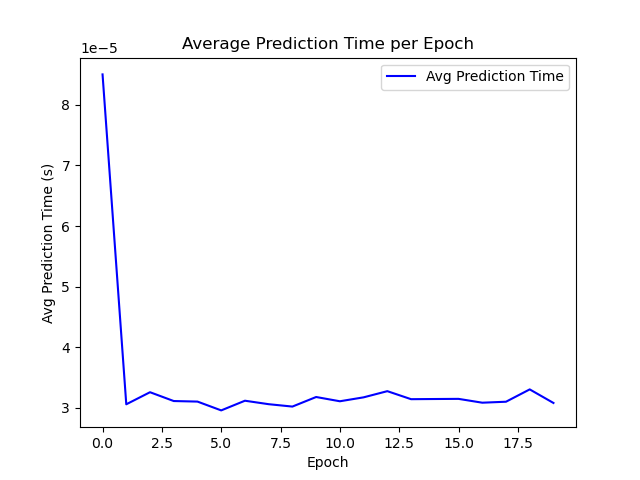 Average Prediction Time per Epoch
1e−5
Avg Prediction Time
8
7
6
5
4
3
Avg Prediction Time (s)
0.0 2.5 5.0 7.5 10.0 12.5 15.0 17.5
Epoch